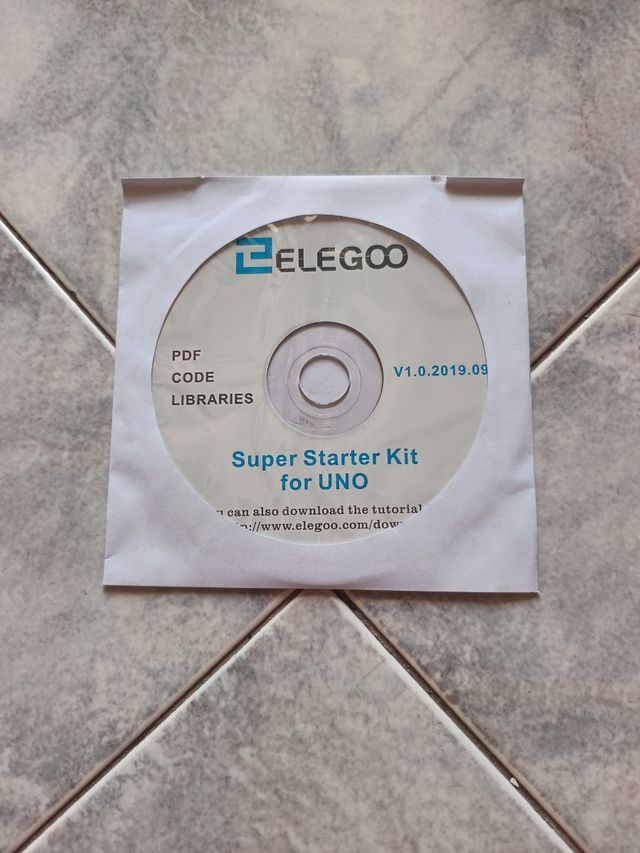 ELEGOO
PDF
CODE
LIBRARIES
V1.0.2019.09
Super Starter Kit
for UNO
can also download the tutorial
://www.elegoo.com/dow